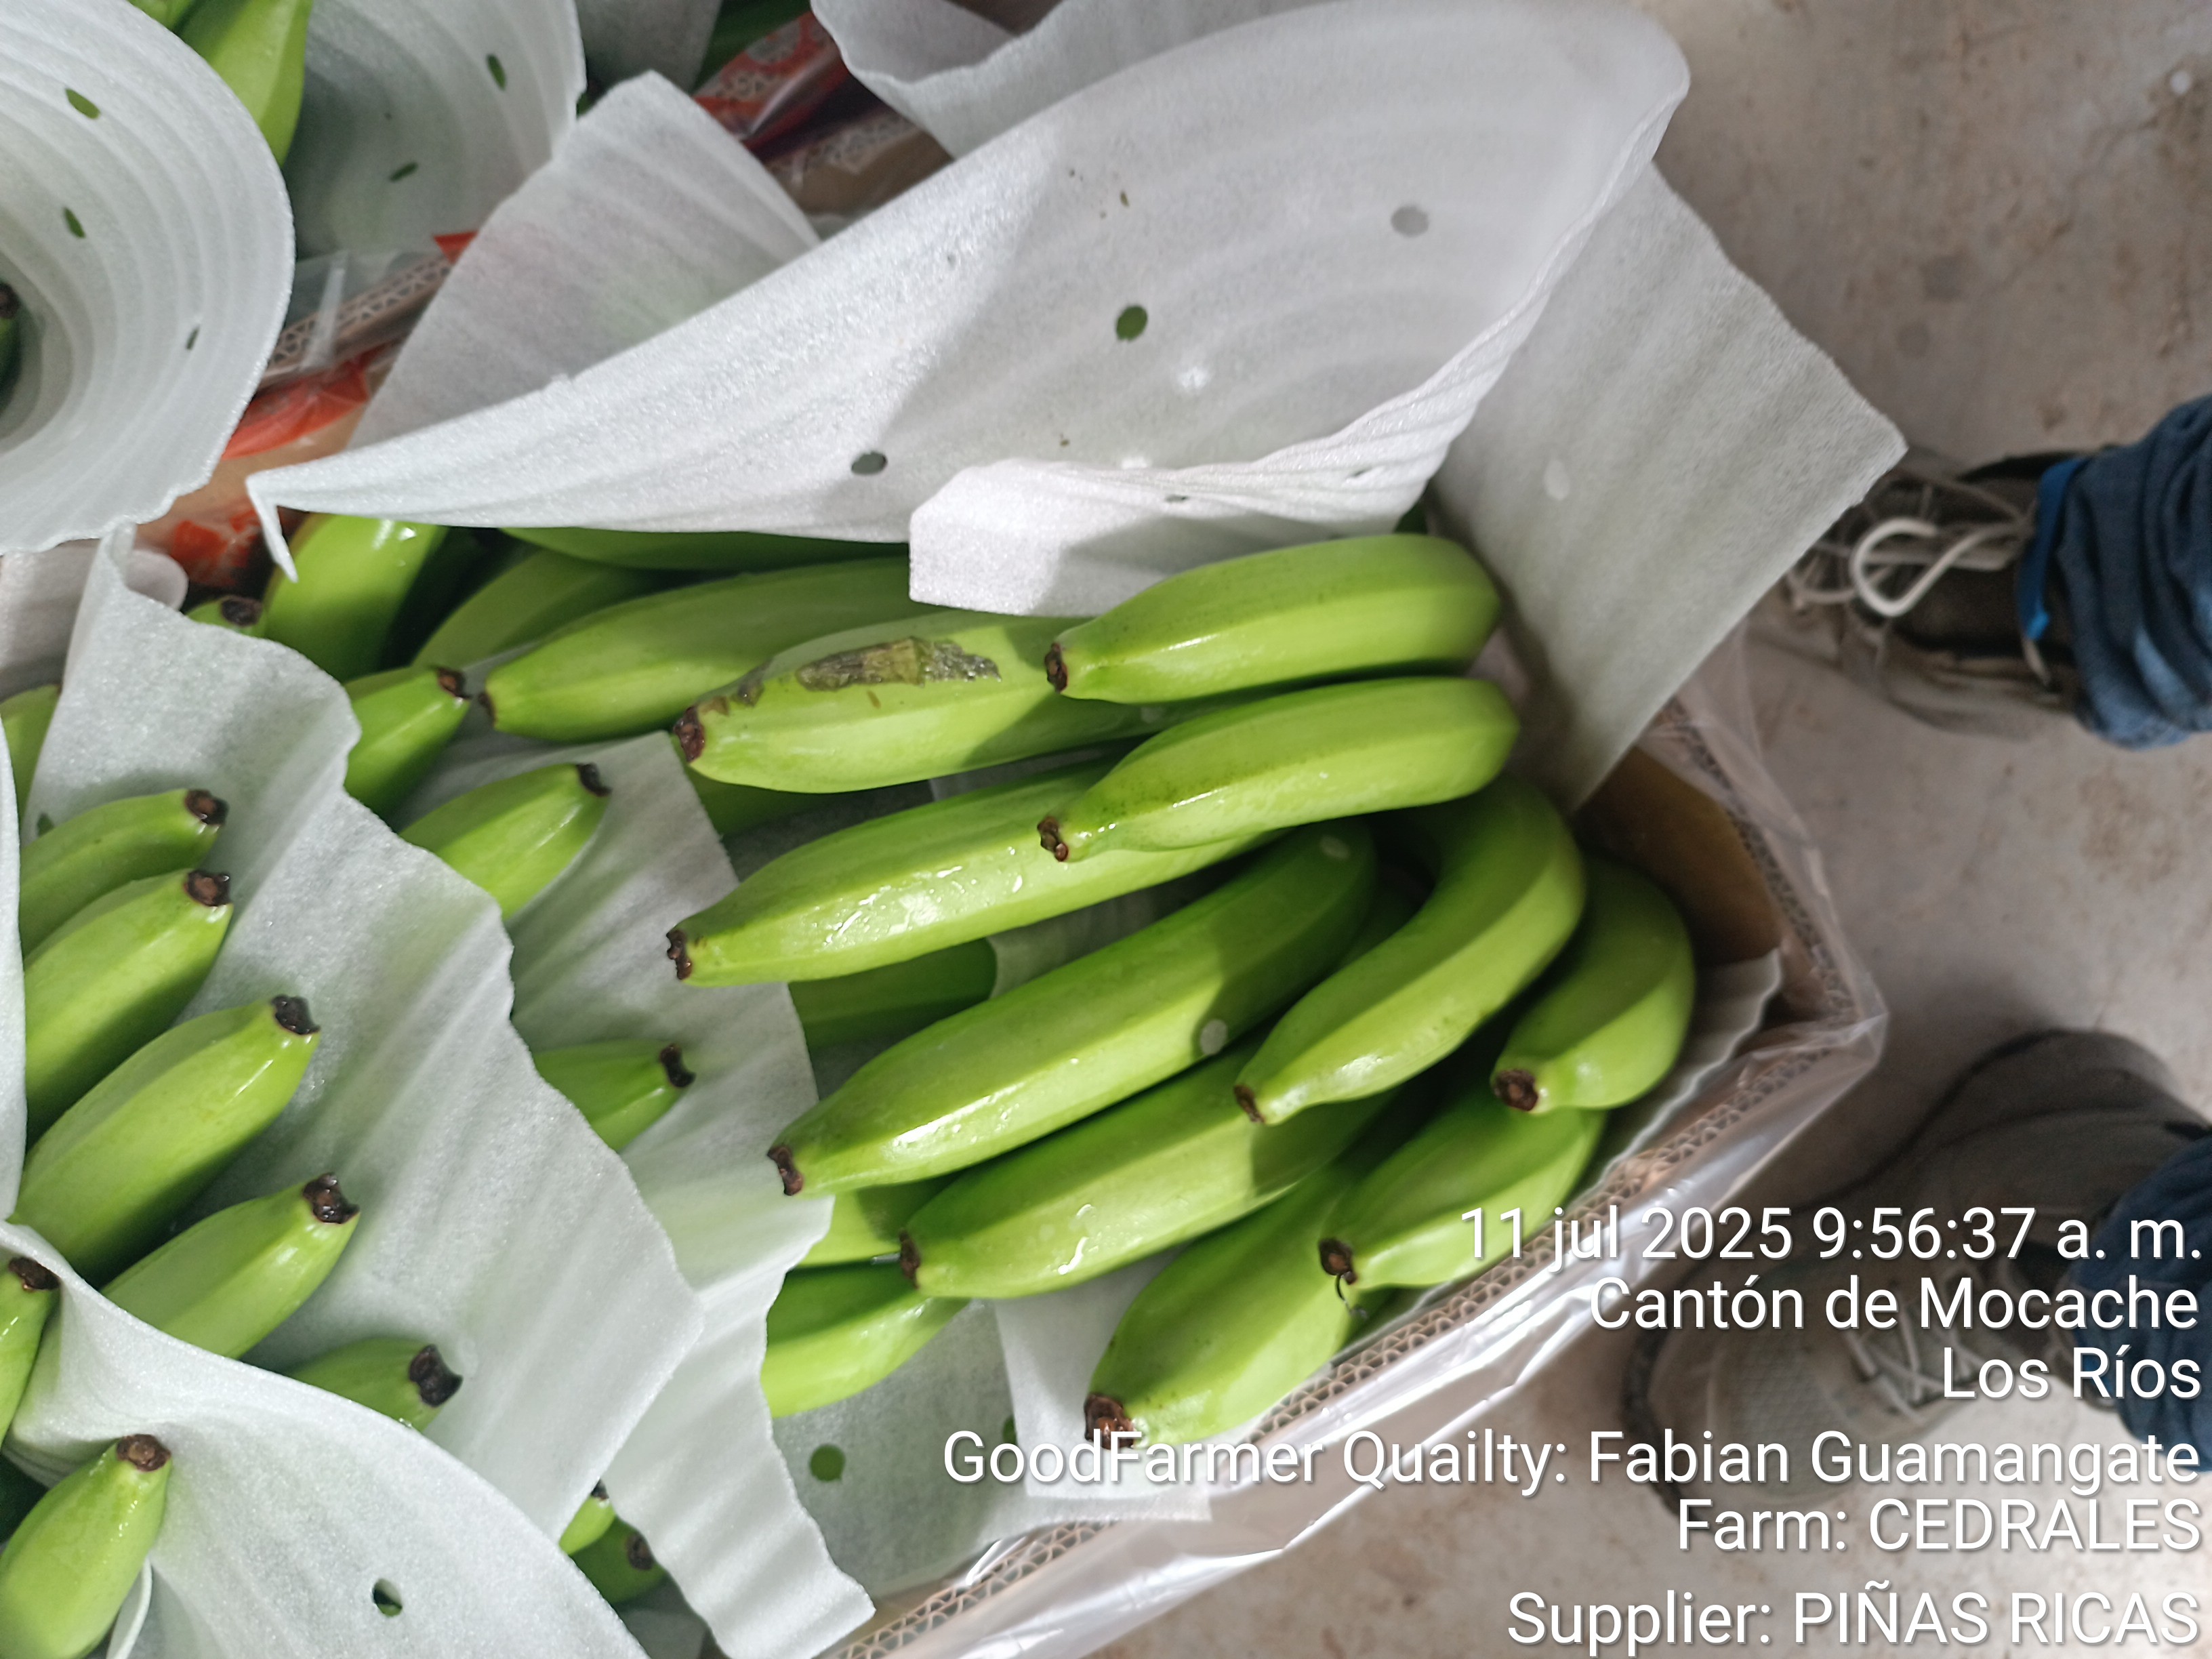 11 jul 2025 9:56:37 a. m.
Cantón de Mocache
Los Ríos
GoodFarmer Quailty: Fabian Guamangate
Farm: CEDRALES
Supplier: PIÑAS RICAS